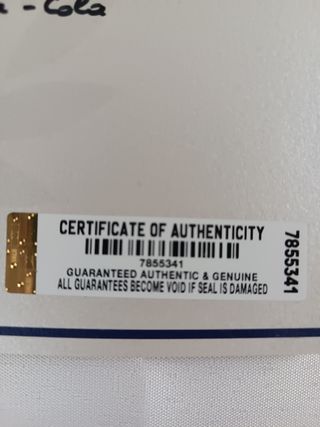 - Cola
CERTIFICATE OF AUTHENTICITY
7855341
GUARANTEED AUTHENTIC & GENUINE
ALL GUARANTEES BECOME VOID IF SEAL IS DAMAGED
7855341